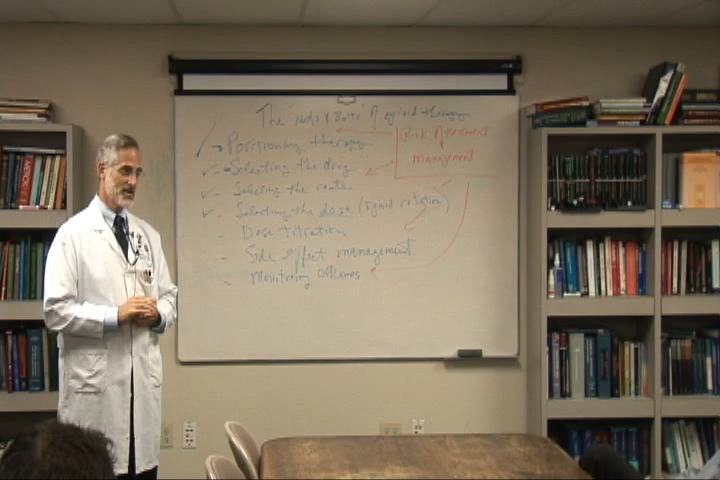 The "Nuts & Bolts" of opioid therapy
Positioning therapy
- Selecting the drug
- Selecting the route
- Selecting the dose (opioid rotation)
- Dose titration
- Side effect management
- Monitoring outcomes
Risk Assessment
management